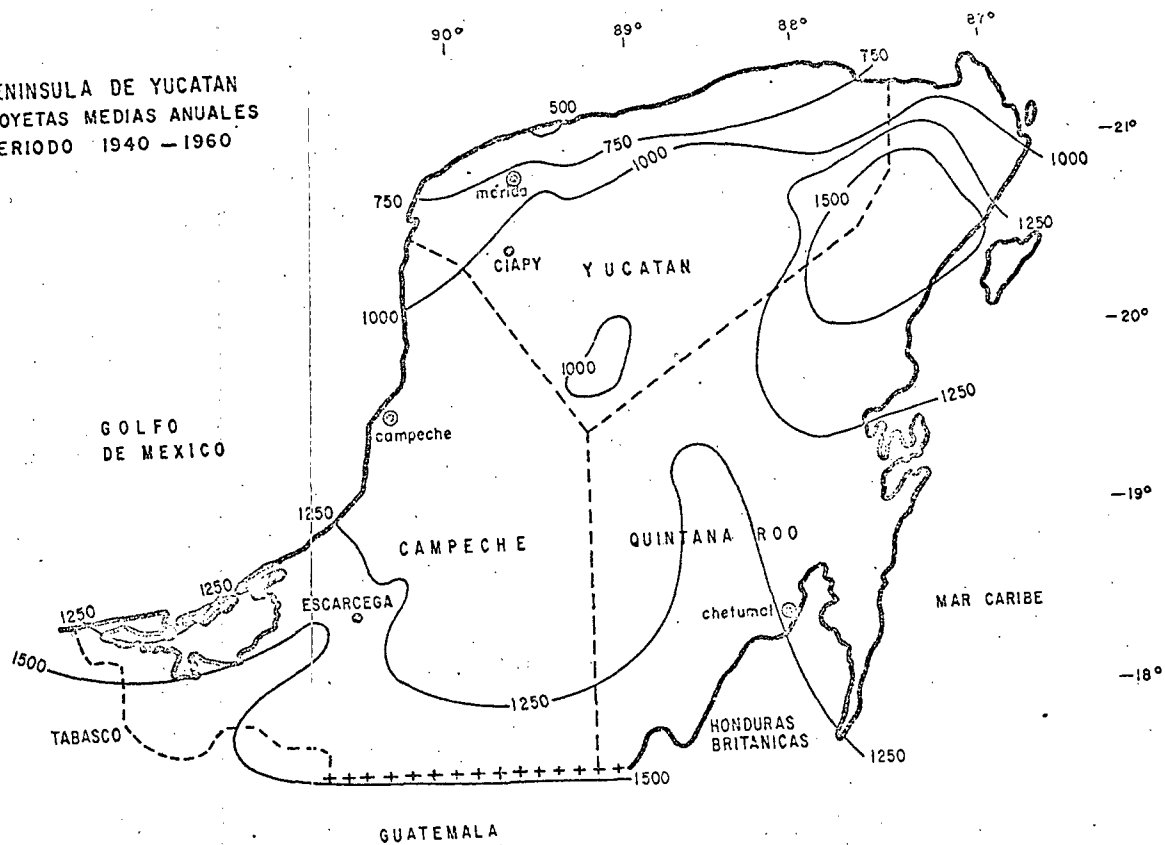 90°
89°
88°
87°
ENINSULA DE YUCATAN
OYETAS MEDIAS ANUALES
ERIODO 1940 — 1960
750
500
—21°
750
1000
1000
mérida
750
1500
1250
CIAPY
YUCATAN
1000
—20°
1000
1250
GOLFO
DE MEXICO
campeche
—19°
1250
CAMPECHE
QUINTANA ROO
1250
1250
ESCARCEGA
chetumal
MAR CARIBE
1500
1250
—18°
TABASCO
HONDURAS
BRITANICAS
1250
1500
GUATEMALA